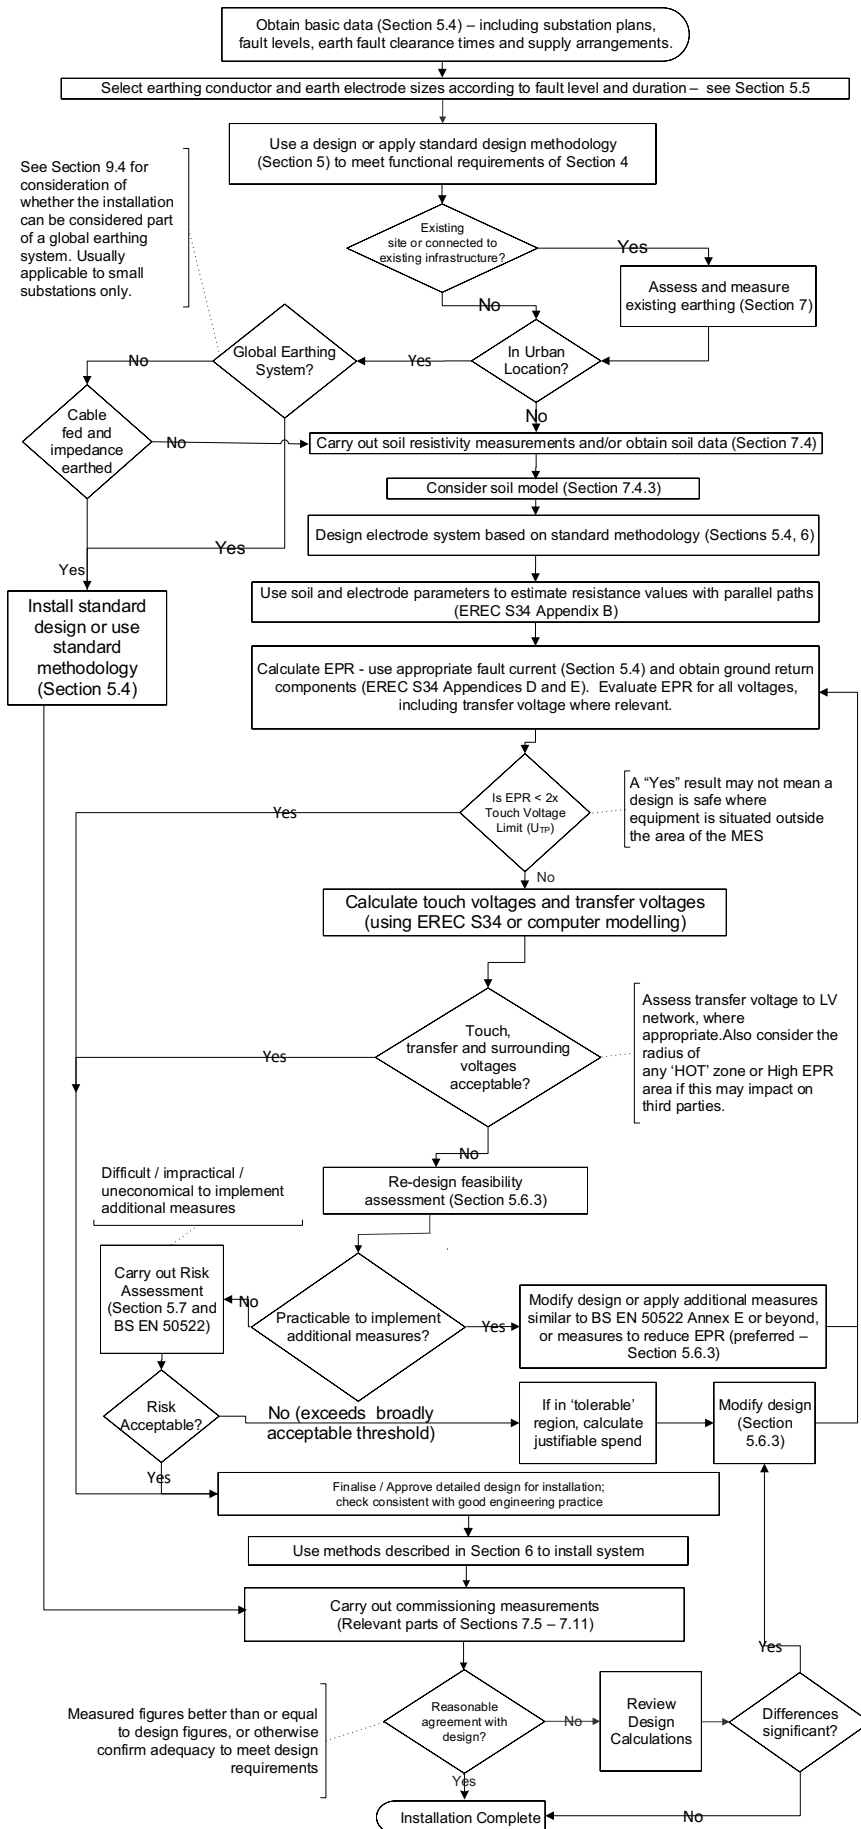 Obtain basic data (Section 5.4) – including substation plans,
fault levels, earth fault clearance times and supply arrangements.
Select earthing conductor and earth electrode sizes according to fault level and duration – see Section 5.5
Use a design or apply standard design methodology
(Section 5) to meet functional requirements of Section 4
See Section 9.4 for
consideration of
whether the installation
can be considered part
of a global earthing
system. Usually
applicable to small
substations only.
Existing
site or connected to
existing infrastructure?
Yes
Assess and measure
existing earthing (Section 7)
No
In Urban
Location?
Yes
Global Earthing
System?
No
Cable
fed and
impedance
earthed
No
No
Carry out soil resistivity measurements and/or obtain soil data (Section 7.4)
Consider soil model (Section 7.4.3)
Design electrode system based on standard methodology (Sections 5.4, 6)
Yes
Yes
Install standard
design or use
standard
methodology
(Section 5.4)
Use soil and electrode parameters to estimate resistance values with parallel paths
(EREC S34 Appendix B)
Calculate EPR - use appropriate fault current (Section 5.4) and obtain ground return
components (EREC S34 Appendices D and E). Evaluate EPR for all voltages,
including transfer voltage where relevant.
Is EPR < 2x
Touch Voltage
Limit (UTP)
Yes
A “Yes” result may not mean a
design is safe where
equipment is situated outside
the area of the MES
No
Calculate touch voltages and transfer voltages
(using EREC S34 or computer modelling)
Touch,
transfer and surrounding
voltages
acceptable?
Yes
Assess transfer voltage to LV
network, where
appropriate.Also consider the
radius of
any ‘HOT’ zone or High EPR
area if this may impact on
third parties.
No
Re-design feasibility
assessment (Section 5.6.3)
Difficult / impractical /
uneconomical to implement
additional measures
Carry out Risk
Assessment
(Section 5.7 and
BS EN 50522)
No
Practicable to implement
additional measures?
Yes
Modify design or apply additional measures
similar to BS EN 50522 Annex E or beyond,
or measures to reduce EPR (preferred –
Section 5.6.3)
Risk
Acceptable?
No (exceeds broadly
acceptable threshold)
If in ‘tolerable’
region, calculate
justifiable spend
Modify design
(Section
5.6.3)
Yes
Finalise / Approve detailed design for installation;
check consistent with good engineering practice
Use methods described in Section 6 to install system
Carry out commissioning measurements
(Relevant parts of Sections 7.5 – 7.11)
Yes
Measured figures better than or equal
to design figures, or otherwise
confirm adequacy to meet design
requirements
Reasonable
agreement with
design?
No
Review
Design
Calculations
Differences
significant?
Yes
Installation Complete
No